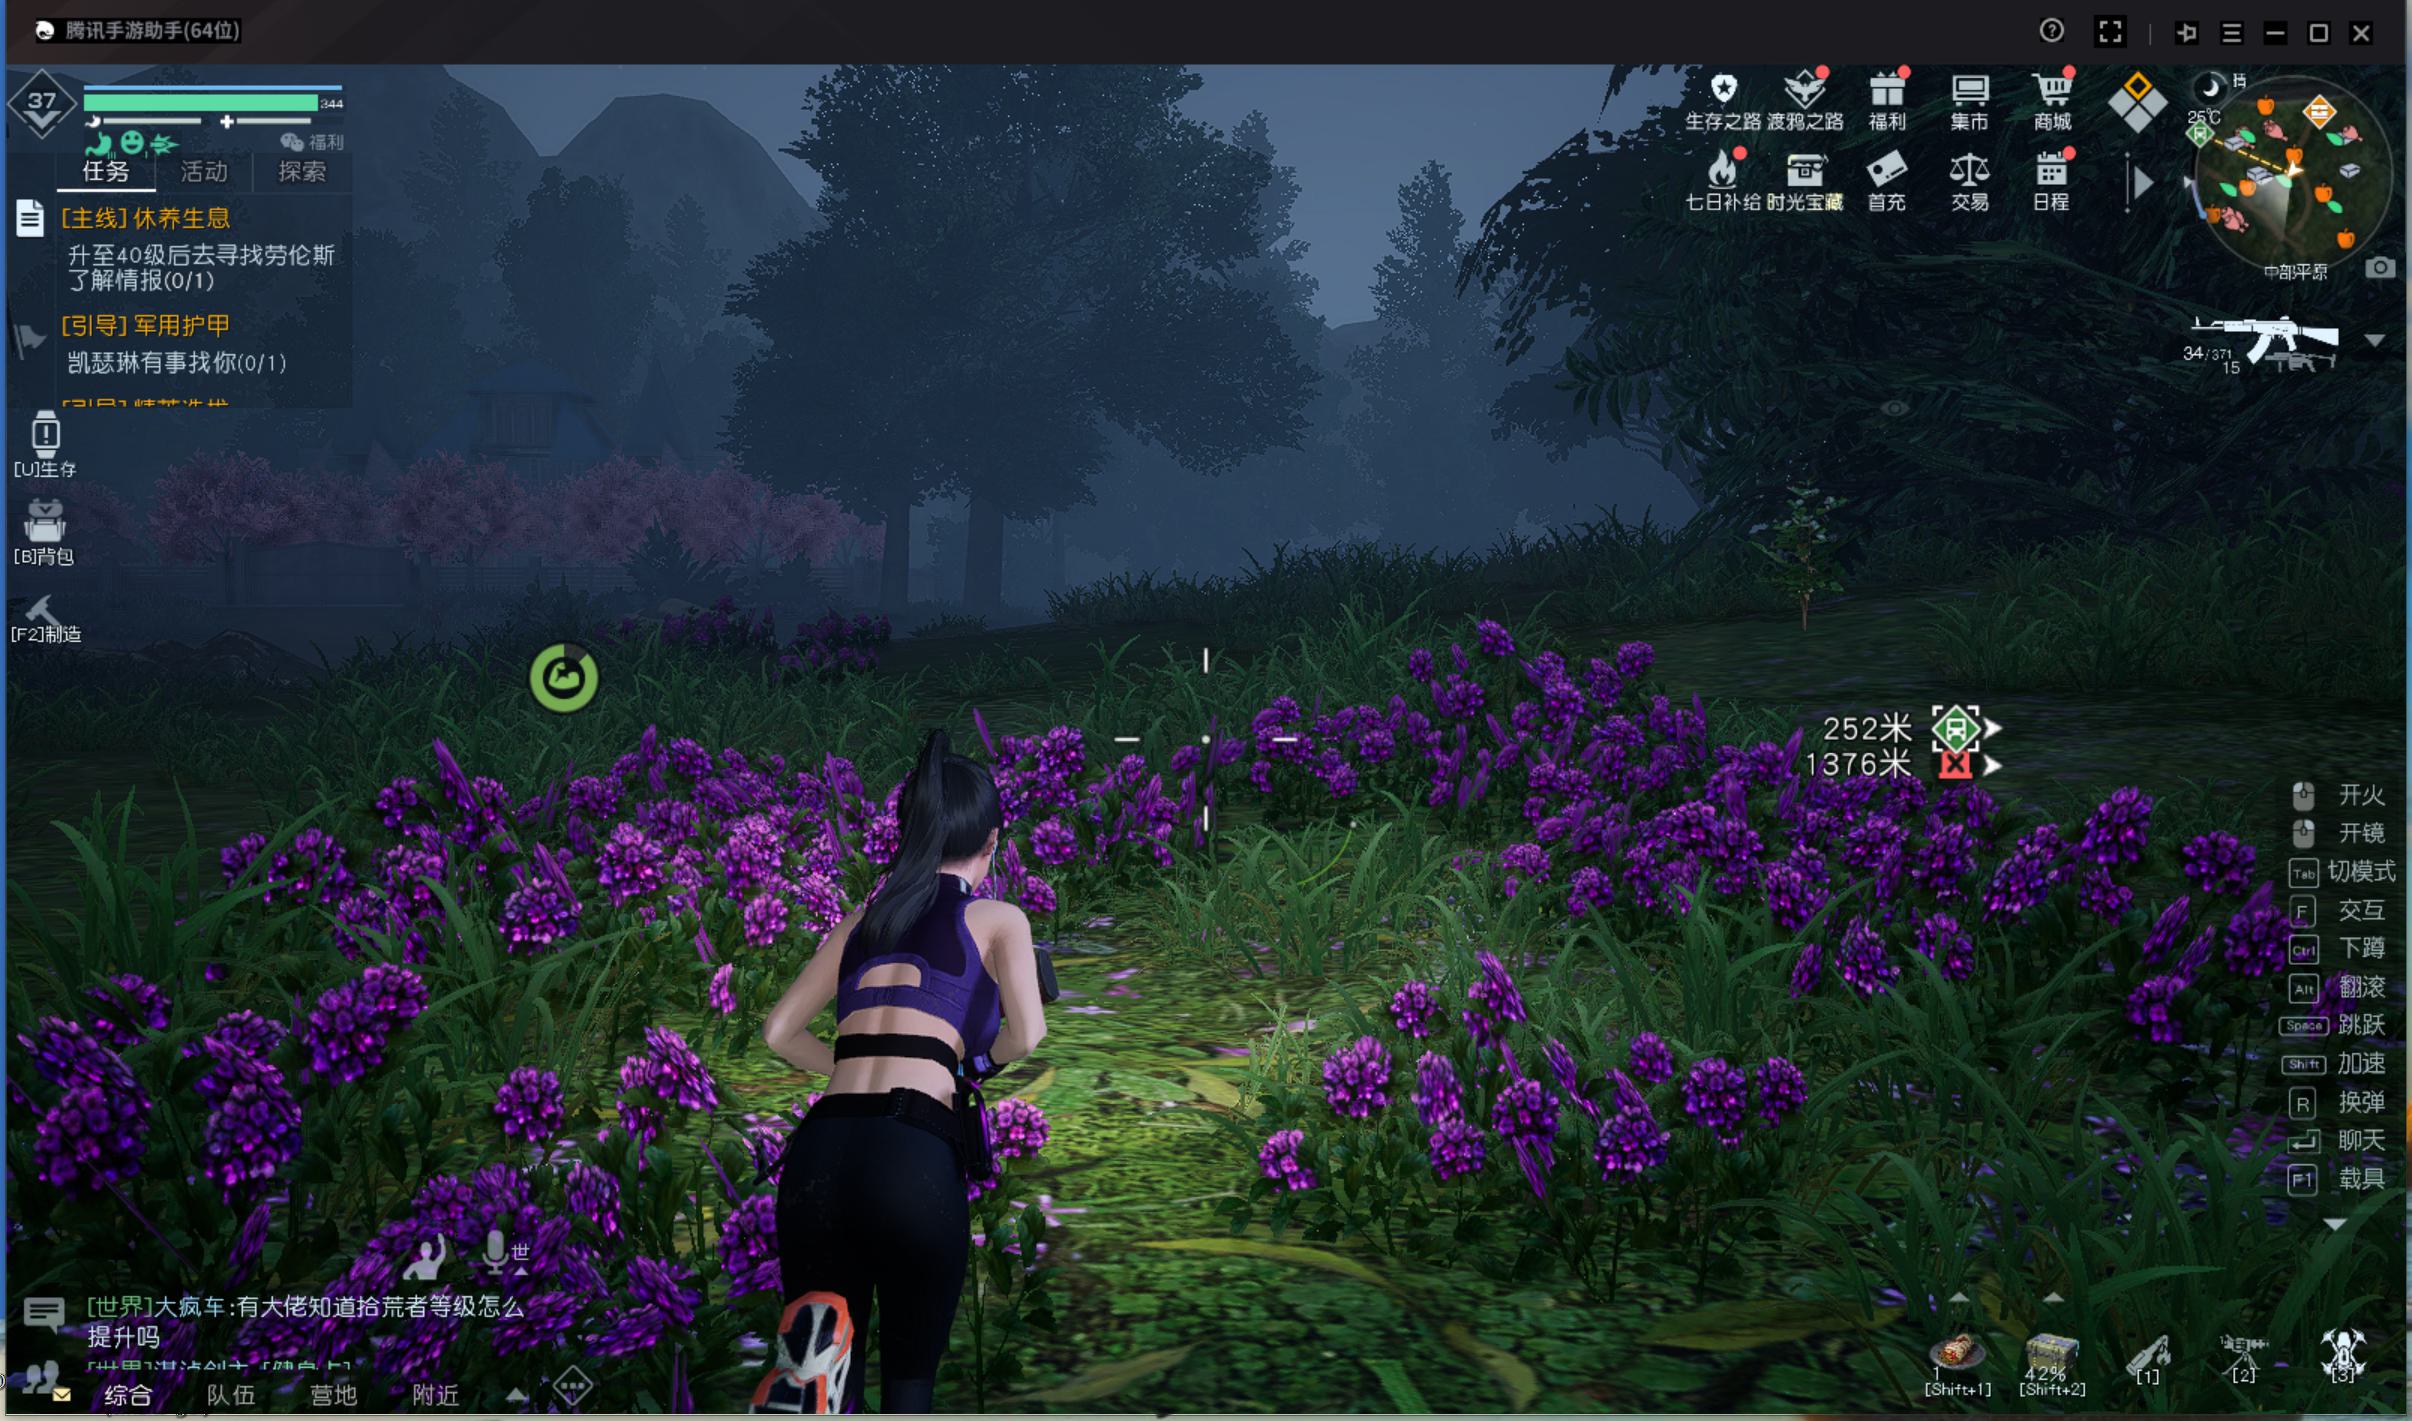 腾讯手游助手(64位)
37
344
福利
任务
活动
探索
[主线] 休养生息
升至40级后去寻找劳伦斯
了解情报(0/1)
[引导] 军用护甲
凯瑟琳有事找你(0/1)
[U]生存
[B]背包
[F2]制造
生存之路
渡鸦之路
福利
集市
商城
七日补给
时光宝藏
首充
交易
日程
25℃
中部平原
34/371
15
252米
1376米
开火
开镜
Tab 切模式
F 交互
Ctrl 下蹲
Alt 翻滚
Space 跳跃
Shift 加速
R 换弹
聊天
F1 载具
世
[世界]大疯车:有大佬知道拾荒者等级怎么
提升吗
综合
队伍
营地
附近
1
[Shift+1]
42%
[Shift+2]
[1]
[2]
[3]